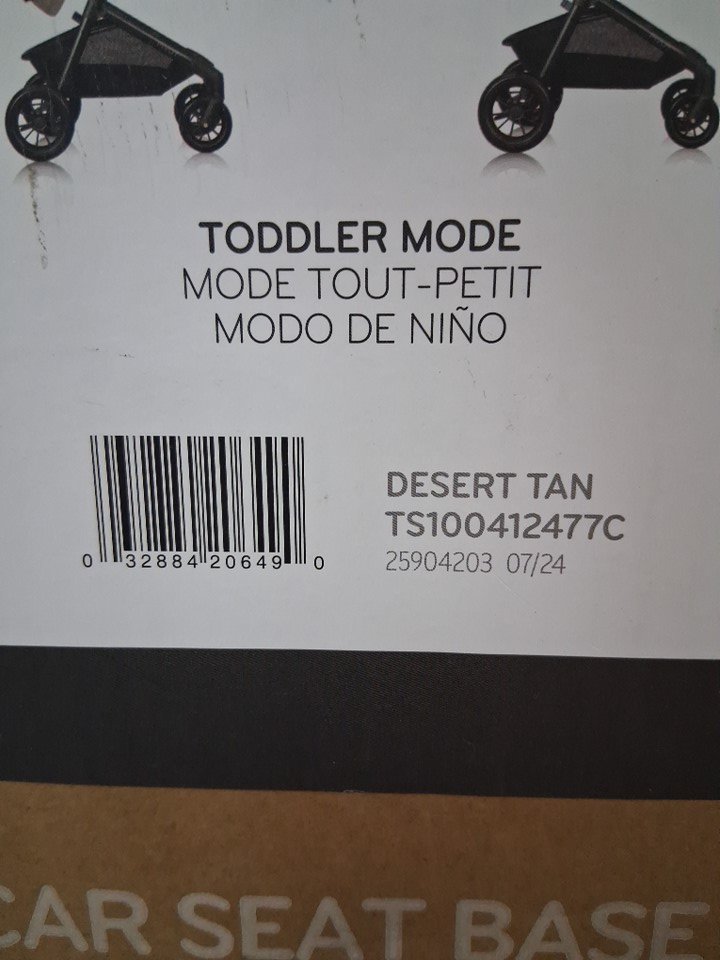 TODDLER MODE
MODE TOUT-PETIT
MODO DE NIÑO
DESERT TAN
TS100412477C
25904203 07/24
0 32884 20649 0
CAR SEAT BASE